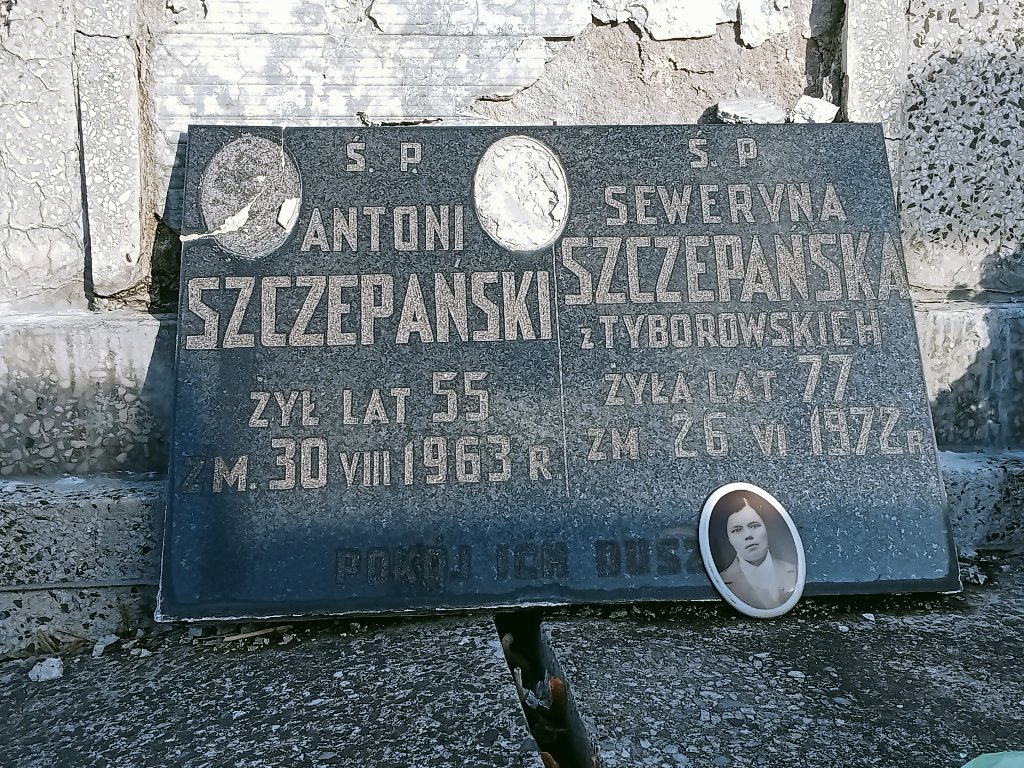 Ś. P.
ANTONI
SZCZEPAŃSKI
ŻYŁ LAT 55
ZM. 30 VIII 1963 R
Ś. P
SEWERYNA
SZCZEPAŃSKA
z TYBOROWSKICH
ŻYŁA LAT 77
ZM. 26 VI 1972 R.
POKÓJ ICH DUSZ